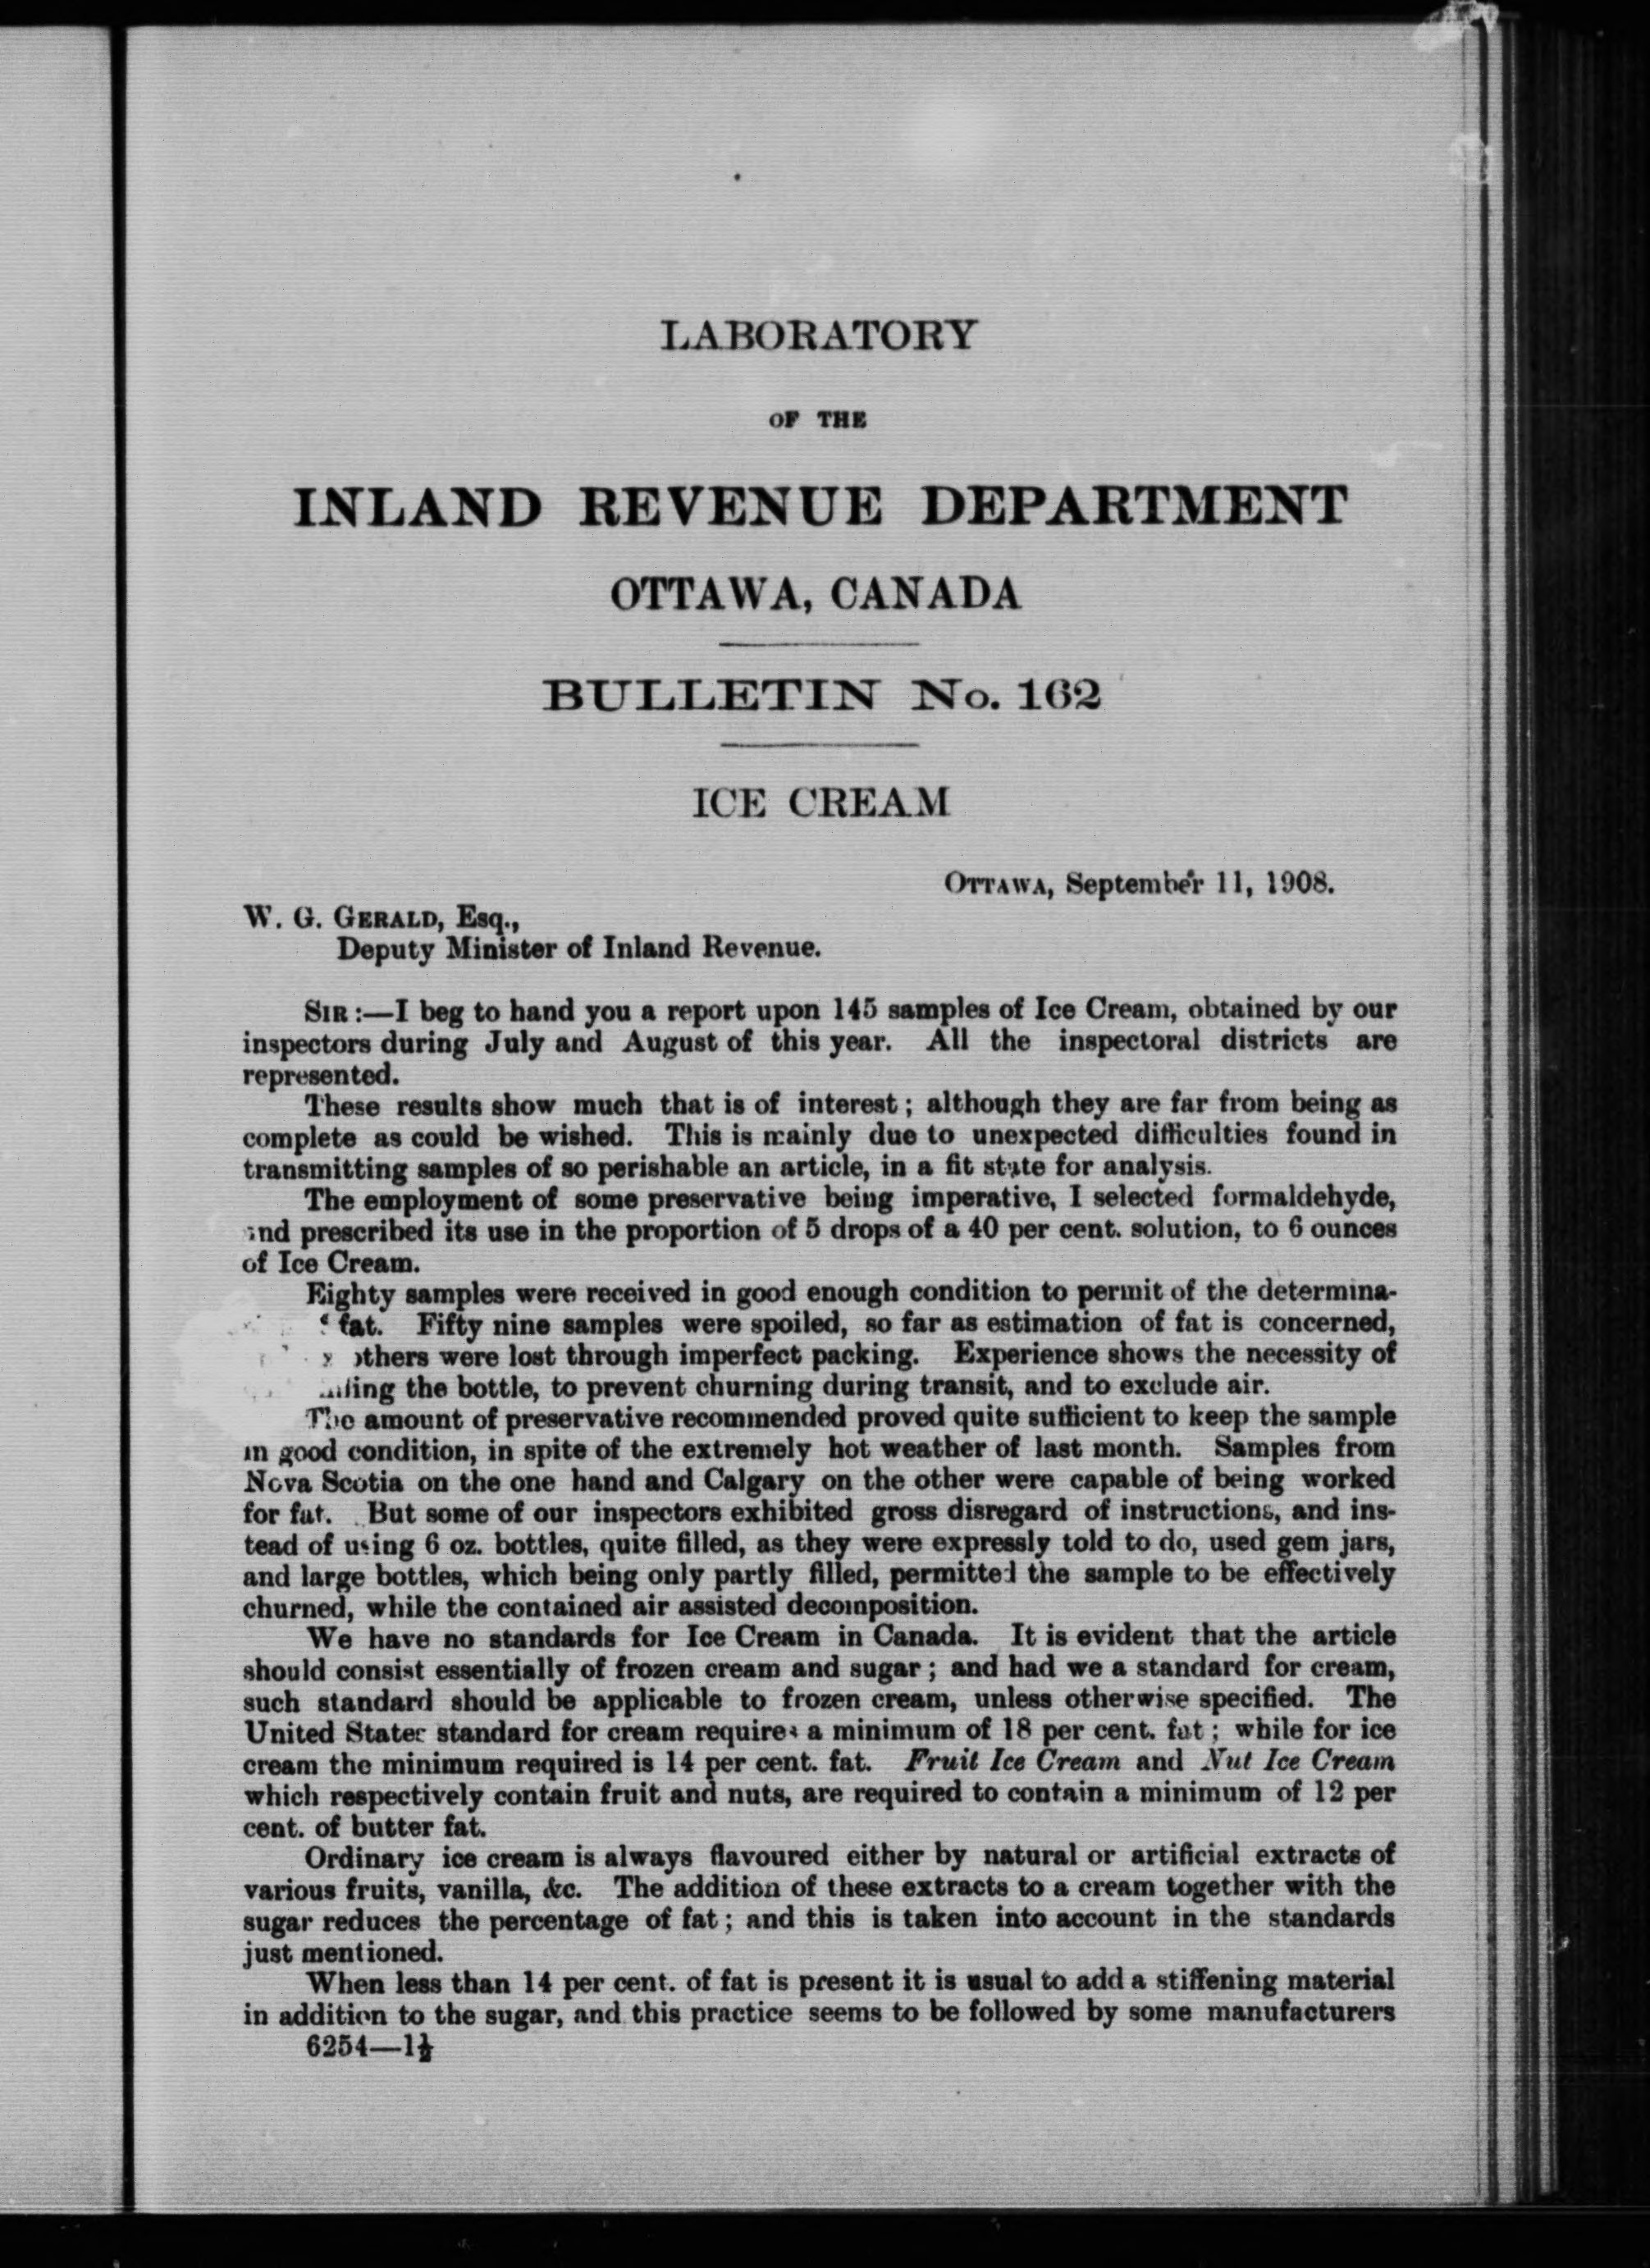 LABORATORY
OF THE
INLAND REVENUE DEPARTMENT
OTTAWA, CANADA
BULLETIN No. 162
ICE CREAM
OTTAWA, September 11, 1908.
W. G. GERALD, Esq.,
Deputy Minister of Inland Revenue.
SIR:—I beg to hand you a report upon 145 samples of Ice Cream, obtained by our
inspectors during July and August of this year. All the inspectoral districts are
represented.
These results show much that is of interest; although they are far from being as
complete as could be wished. This is mainly due to unexpected difficulties found in
transmitting samples of so perishable an article, in a fit state for analysis.
The employment of some preservative being imperative, I selected formaldehyde,
and prescribed its use in the proportion of 5 drops of a 40 per cent. solution, to 6 ounces
of Ice Cream.
Eighty samples were received in good enough condition to permit of the determina-
fat. Fifty nine samples were spoiled, so far as estimation of fat is concerned,
others were lost through imperfect packing. Experience shows the necessity of
the bottle, to prevent churning during transit, and to exclude air.
The amount of preservative recommended proved quite sufficient to keep the sample
in good condition, in spite of the extremely hot weather of last month. Samples from
Nova Scotia on the one hand and Calgary on the other were capable of being worked
for fat. But some of our inspectors exhibited gross disregard of instructions, and ins-
tead of using 6 oz. bottles, quite filled, as they were expressly told to do, used gem jars,
and large bottles, which being only partly filled, permitted the sample to be effectively
churned, while the contained air assisted decomposition.
We have no standards for Ice Cream in Canada. It is evident that the article
should consist essentially of frozen cream and sugar; and had we a standard for cream,
such standard should be applicable to frozen cream, unless otherwise specified. The
United States standard for cream requires a minimum of 18 per cent. fat; while for ice
cream the minimum required is 14 per cent. fat. Fruit Ice Cream and Nut Ice Cream
which respectively contain fruit and nuts, are required to contain a minimum of 12 per
cent. of butter fat.
Ordinary ice cream is always flavoured either by natural or artificial extracts of
various fruits, vanilla, &c. The addition of these extracts to a cream together with the
sugar reduces the percentage of fat; and this is taken into account in the standards
just mentioned.
When less than 14 per cent. of fat is present it is usual to add a stiffening material
in addition to the sugar, and this practice seems to be followed by some manufacturers
6254—1½